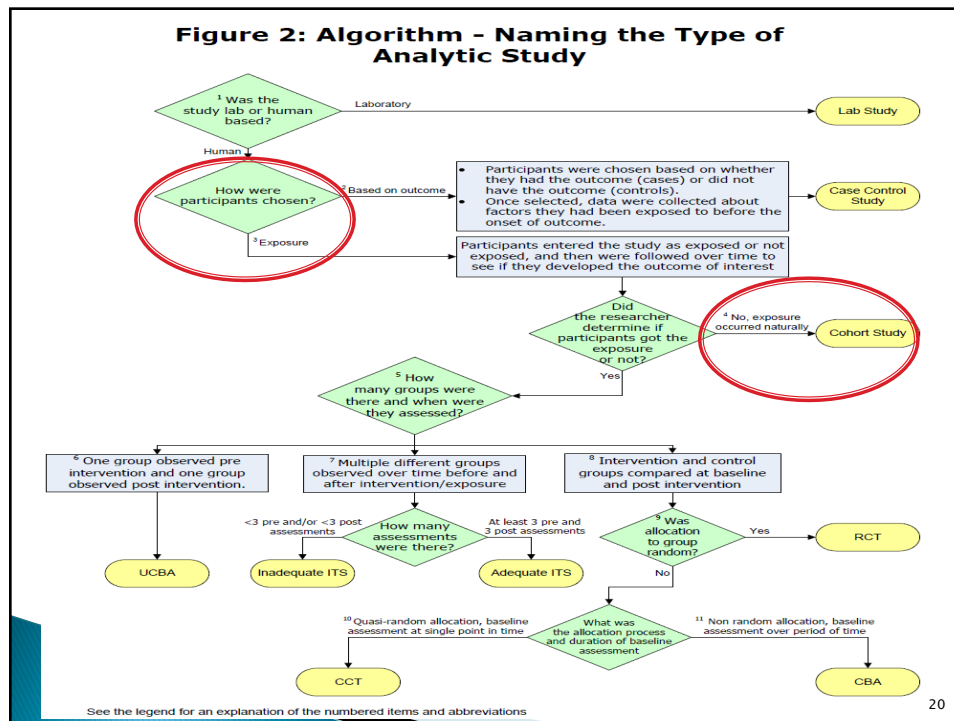 Figure 2: Algorithm – Naming the Type of
Analytic Study
1 Was the
study lab or human
based?
Laboratory
Lab Study
Human
How were
participants chosen?
2 Based on outcome
• Participants were chosen based on whether
they had the outcome (cases) or did not
have the outcome (controls).
• Once selected, data were collected about
factors they had been exposed to before the
onset of outcome.
Case Control
Study
3 Exposure
Participants entered the study as exposed or not
exposed, and then were followed over time to
see if they developed the outcome of interest
Did
the researcher
determine if
participants got the
exposure
or not?
4 No, exposure
occurred naturally
Cohort Study
Yes
5 How
many groups were
there and when were
they assessed?
6 One group observed pre
intervention and one group
observed post intervention.
7 Multiple different groups
observed over time before and
after intervention/exposure
8 Intervention and control
groups compared at baseline
and post intervention
<3 pre and/or <3 post
assessments
How many
assessments
were there?
At least 3 pre and
3 post assessments
9 Was
allocation
to group
random?
Yes
RCT
UCBA
Inadequate ITS
Adequate ITS
No
10 Quasi-random allocation, baseline
assessment at single point in time
What was
the allocation process
and duration of baseline
assessment
11 Non random allocation, baseline
assessment over period of time
CCT
CBA
See the legend for an explanation of the numbered items and abbreviations
20